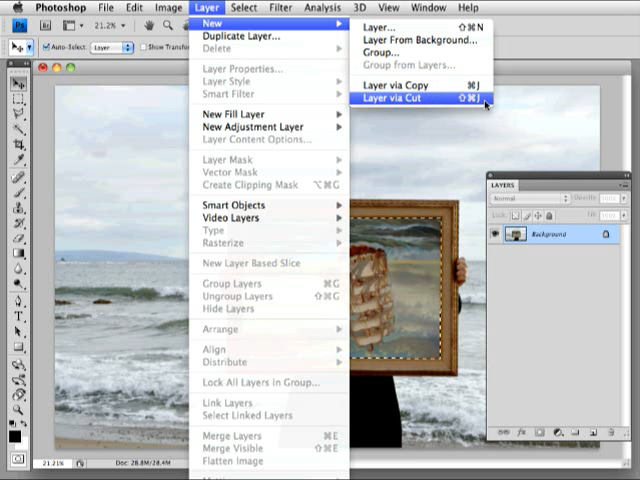 Photoshop File Edit Image Layer Select Filter Analysis 3D View Window Help
21.2%
Auto-Select: Layer Show Transform
New
Duplicate Layer...
Delete
Layer Properties...
Layer Style
Smart Filter
New Fill Layer
New Adjustment Layer
Layer Content Options...
Layer Mask
Vector Mask
Create Clipping Mask ⌥⌘G
Smart Objects
Video Layers
Type
Rasterize
New Layer Based Slice
Group Layers ⌘G
Ungroup Layers ⇧⌘G
Hide Layers
Arrange
Align
Distribute
Lock All Layers in Group...
Link Layers
Select Linked Layers
Merge Layers ⌘E
Merge Visible ⇧⌘E
Flatten Image
Layer... ⇧⌘N
Layer From Background...
Group...
Group from Layers...
Layer via Copy ⌘J
Layer via Cut ⇧⌘J
LAYERS
Normal Opacity:
Lock: Fill:
Background
21.21% Doc: 28.8M/28.4M